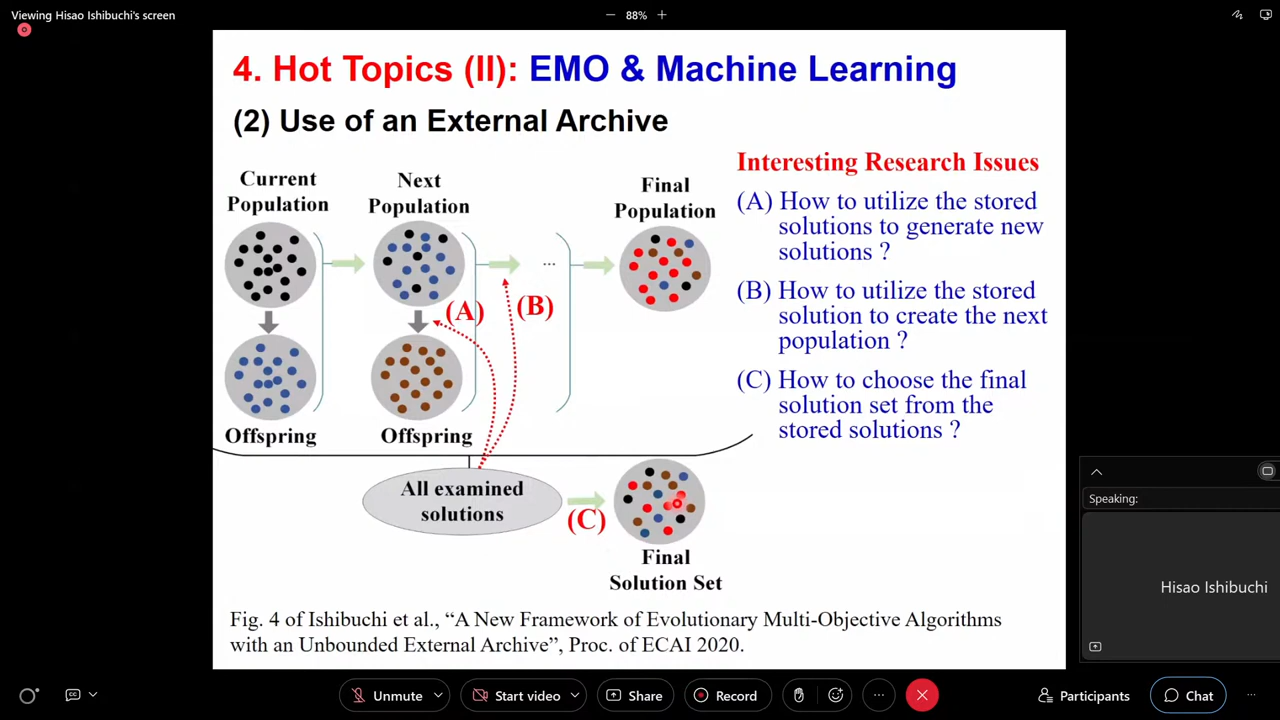 Viewing Hisao Ishibuchi's screen
88%
4. Hot Topics (II): EMO & Machine Learning
(2) Use of an External Archive
Current
Population
Next
Population
Final
Population
...
(A)
(B)
Offspring
Offspring
All examined
solutions
(C)
Final
Solution Set
Interesting Research Issues
(A) How to utilize the stored
solutions to generate new
solutions ?
(B) How to utilize the stored
solution to create the next
population ?
(C) How to choose the final
solution set from the
stored solutions ?
Fig. 4 of Ishibuchi et al., “A New Framework of Evolutionary Multi-Objective Algorithms
with an Unbounded External Archive”, Proc. of ECAI 2020.
Speaking:
Hisao Ishibuchi
CC
Unmute
Start video
Share
Record
Participants
Chat